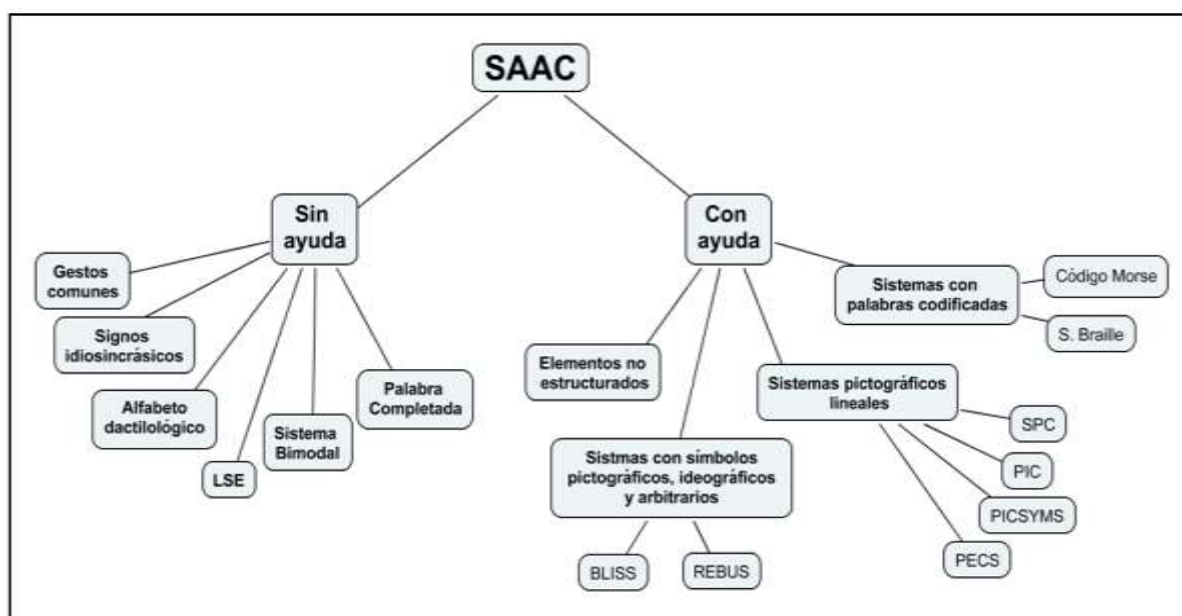 SAAC
Sin
ayuda
Gestos
comunes
Signos
idiosincrásicos
Alfabeto
dactilológico
LSE
Sistema
Bimodal
Palabra
Completada
Con
ayuda
Elementos no
estructurados
Sistmas con símbolos
pictográficos, ideográficos
y arbitrarios
BLISS
REBUS
Sistemas pictográficos
lineales
SPC
PIC
PICSYMS
PECS
Sistemas con
palabras codificadas
Código Morse
S. Braille